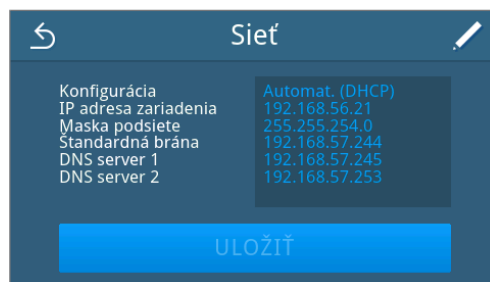 Sieť
Konfigurácia Automat. (DHCP)
IP adresa zariadenia 192.168.56.21
Maska podsiete 255.255.254.0
Štandardná brána 192.168.57.244
DNS server 1 192.168.57.245
DNS server 2 192.168.57.253
ULOŽIŤ